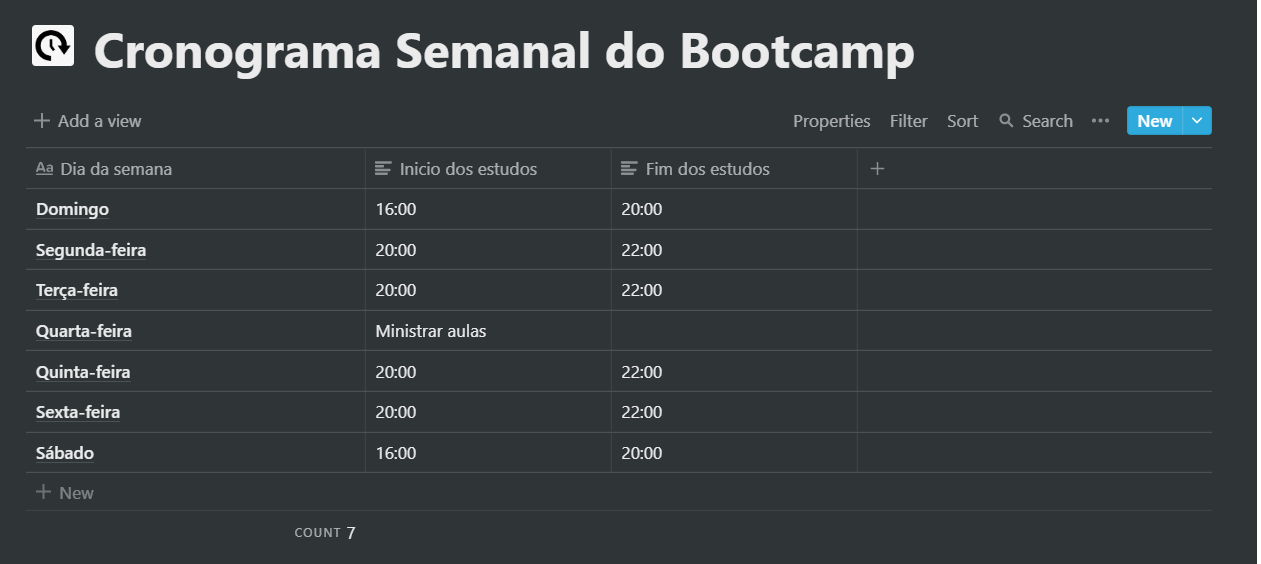 Cronograma Semanal do Bootcamp
Add a view Properties Filter Sort Search New
Aa Dia da semana Inicio dos estudos Fim dos estudos
Domingo 16:00 20:00
Segunda-feira 20:00 22:00
Terça-feira 20:00 22:00
Quarta-feira Ministrar aulas
Quinta-feira 20:00 22:00
Sexta-feira 20:00 22:00
Sábado 16:00 20:00
New
COUNT 7